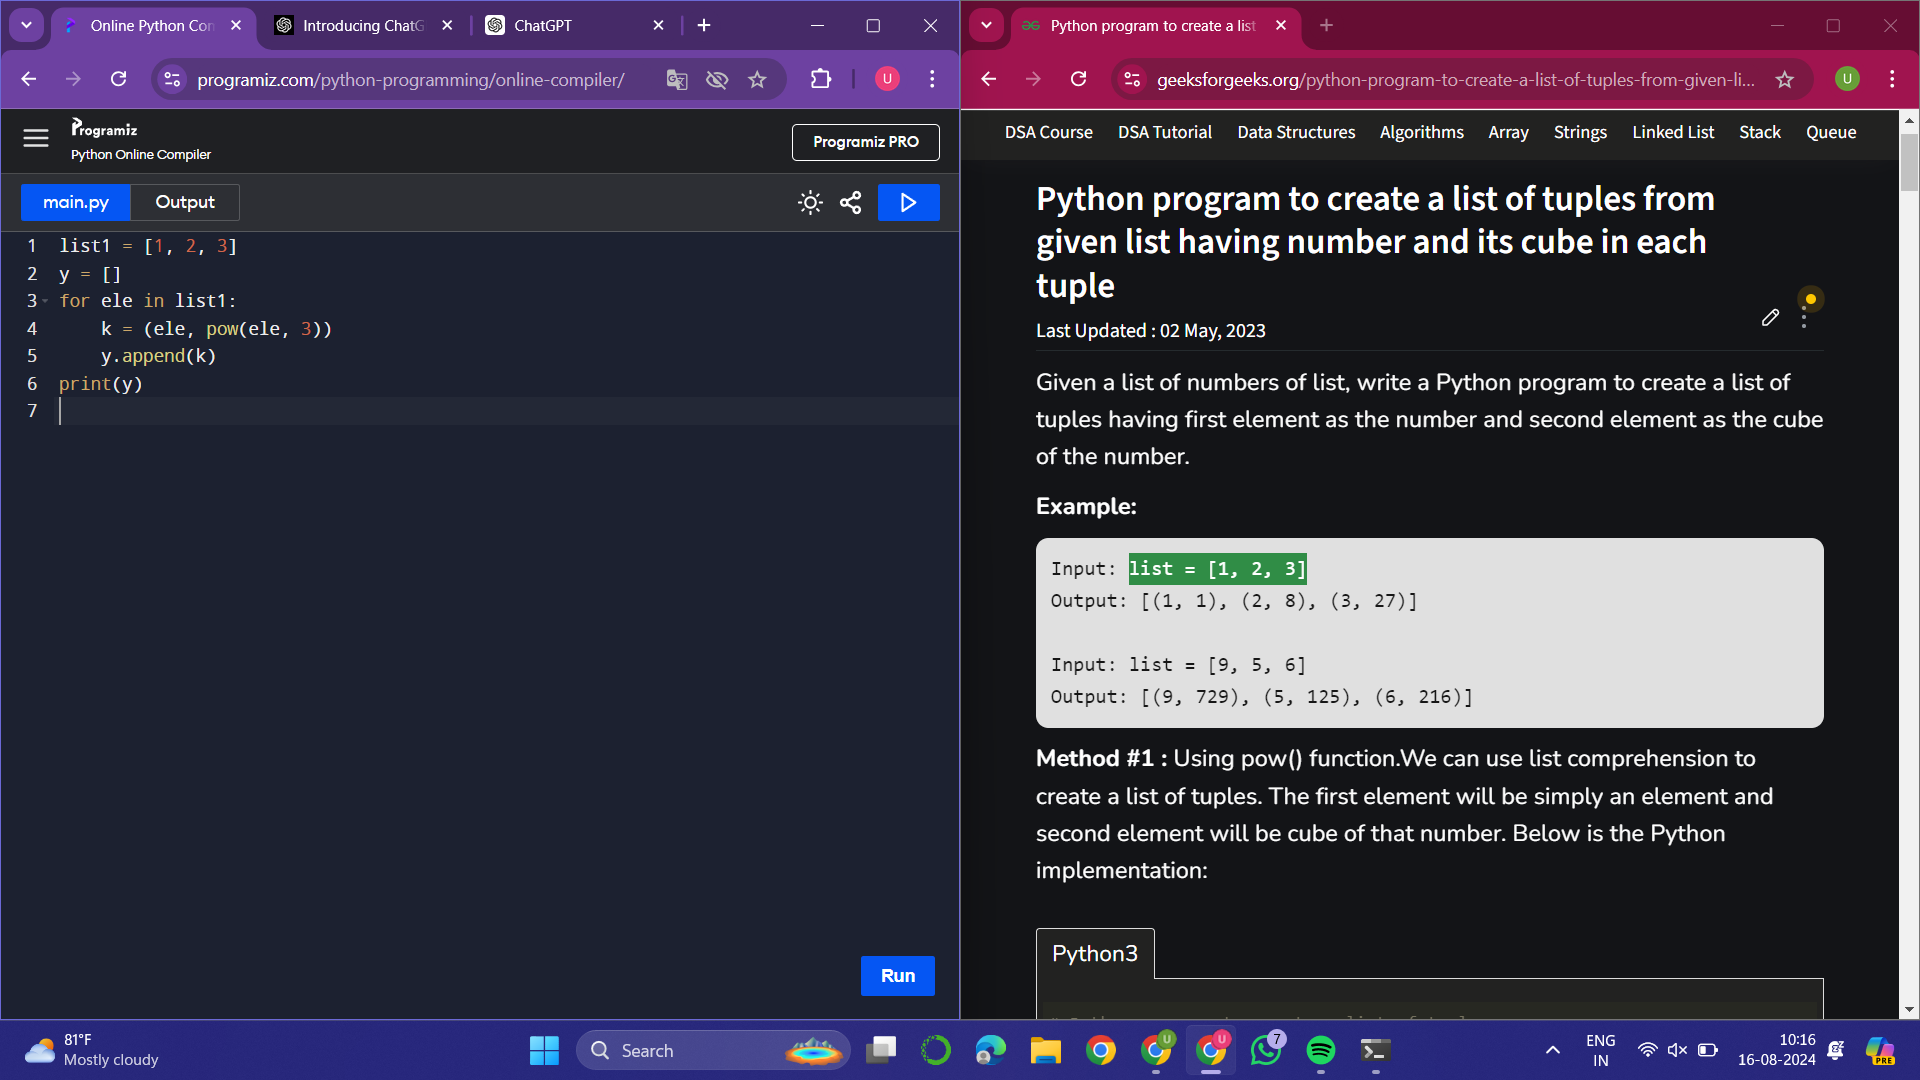 Online Python Con
Introducing ChatG
ChatGPT
programiz.com/python-programming/online-compiler/
U
Programiz
Python Online Compiler
Programiz PRO
main.py
Output
1 list1 = [1, 2, 3]
2 y = []
3 for ele in list1:
4     k = (ele, pow(ele, 3))
5     y.append(k)
6 print(y)
7
Run
Python program to create a list
geeksforgeeks.org/python-program-to-create-a-list-of-tuples-from-given-li...
U
DSA Course DSA Tutorial Data Structures Algorithms Array Strings Linked List Stack Queue
Python program to create a list of tuples from
given list having number and its cube in each
tuple
Last Updated : 02 May, 2023
Given a list of numbers of list, write a Python program to create a list of
tuples having first element as the number and second element as the cube
of the number.
Example:
Input: list = [1, 2, 3]
Output: [(1, 1), (2, 8), (3, 27)]
Input: list = [9, 5, 6]
Output: [(9, 729), (5, 125), (6, 216)]
Method #1 : Using pow() function.We can use list comprehension to
create a list of tuples. The first element will be simply an element and
second element will be cube of that number. Below is the Python
implementation:
Python3
81°F
Mostly cloudy
Search
U
U
7
ENG
IN
10:16
16-08-2024
PRE